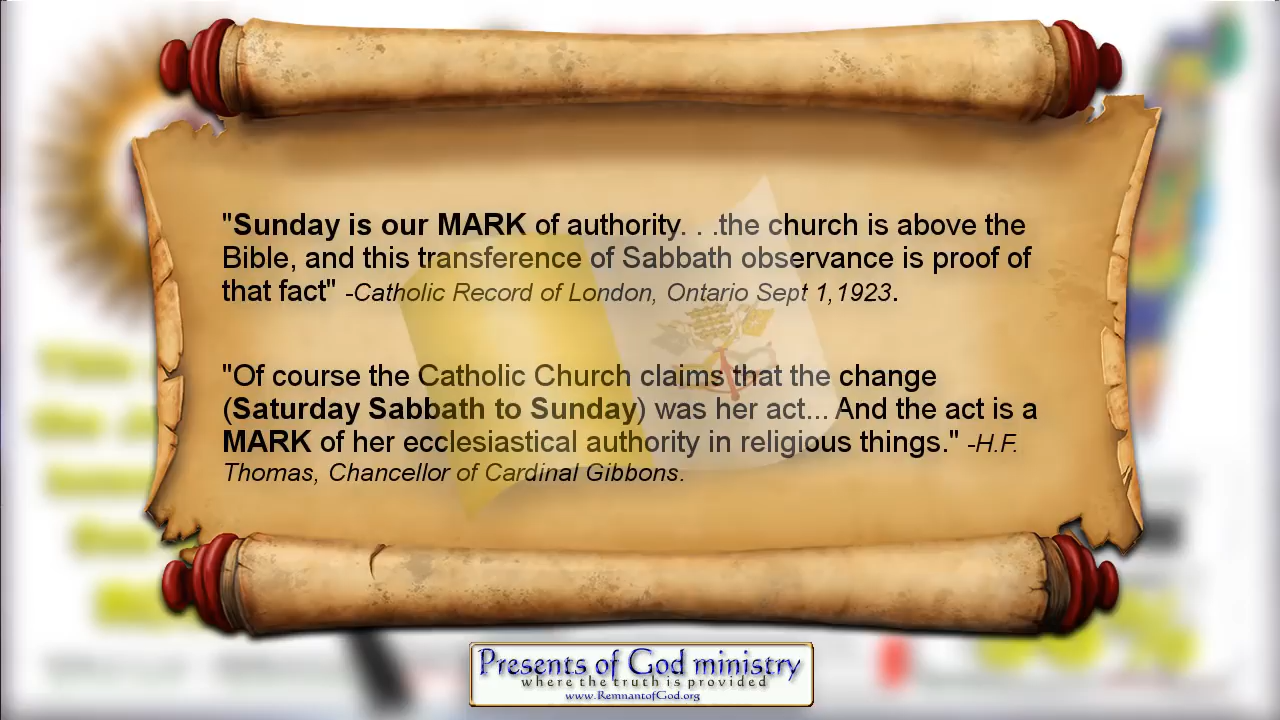 "Sunday is our MARK of authority. . .the church is above the
Bible, and this transference of Sabbath observance is proof of
that fact" -Catholic Record of London, Ontario Sept 1,1923.
"Of course the Catholic Church claims that the change
(Saturday Sabbath to Sunday) was her act... And the act is a
MARK of her ecclesiastical authority in religious things." -H.F.
Thomas, Chancellor of Cardinal Gibbons.
Presents of God ministry
where the truth is provided
www.RemnantofGod.org